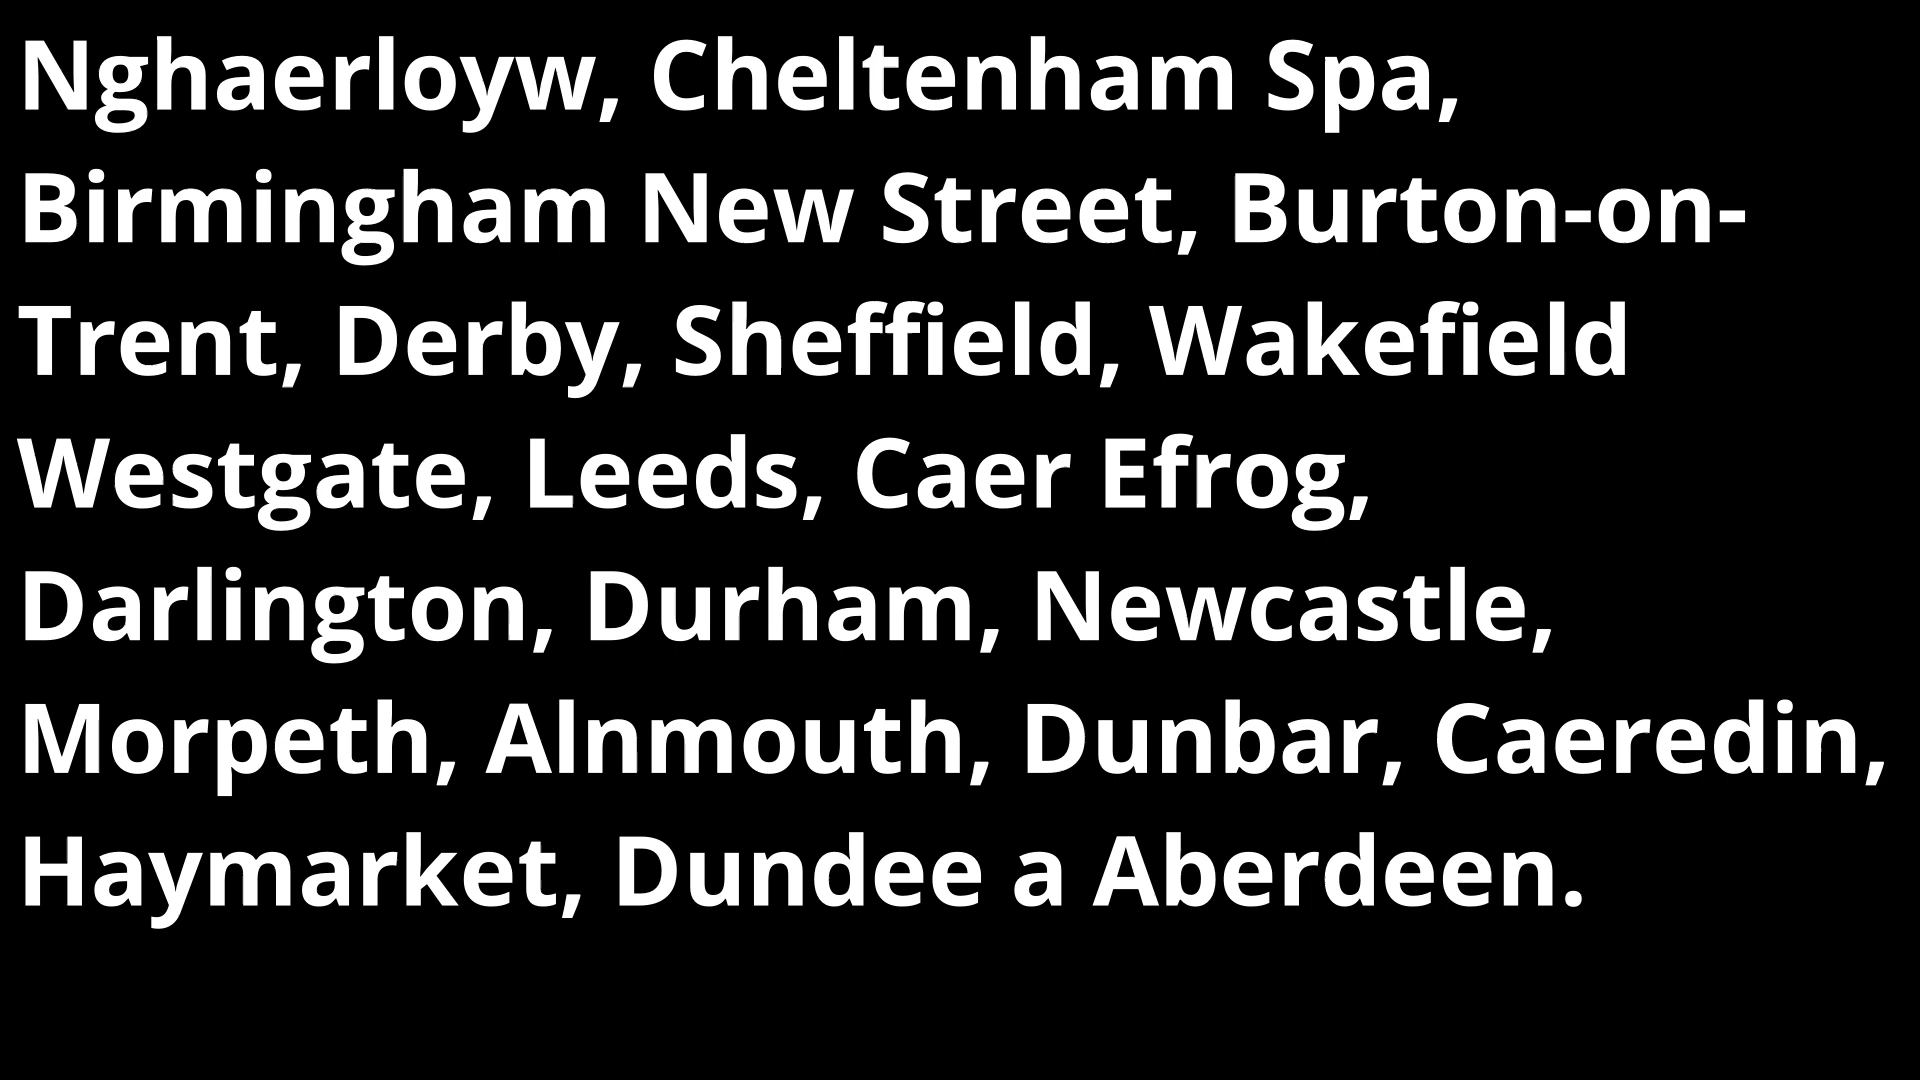 Nghaerloyw, Cheltenham Spa,
Birmingham New Street, Burton-on-
Trent, Derby, Sheffield, Wakefield
Westgate, Leeds, Caer Efrog,
Darlington, Durham, Newcastle,
Morpeth, Alnmouth, Dunbar, Caeredin,
Haymarket, Dundee a Aberdeen.